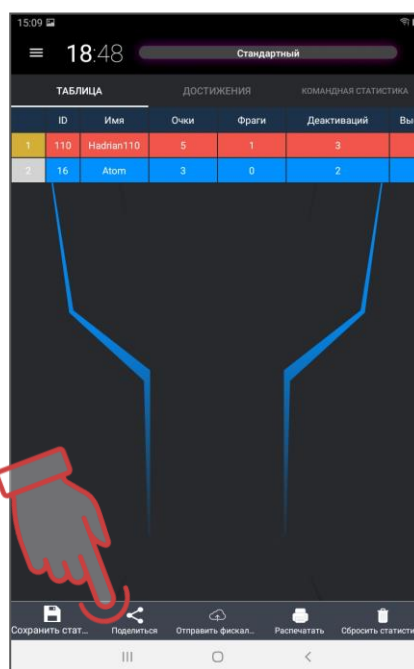 15:09
18:48 Стандартный
ТАБЛИЦА ДОСТИЖЕНИЯ КОМАНДНАЯ СТАТИСТИКА
ID Имя Очки Фраги Деактиваций Вы
1 110 Hadrian110 5 1 3
2 16 Atom 3 0 2
Сохранить стат... Поделиться Отправить фискал.. Распечатать Сбросить статисти